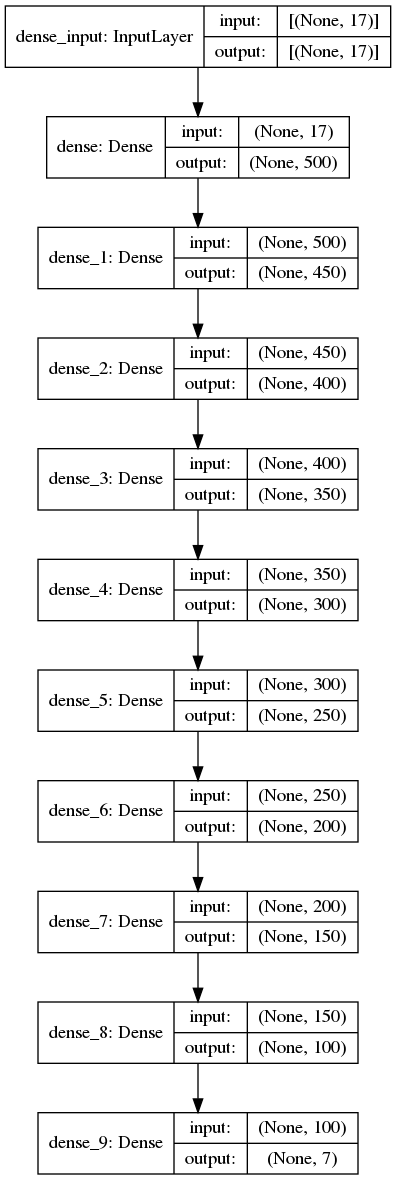 dense_input: InputLayer
input: [(None, 17)]
output: [(None, 17)]
dense: Dense
input: (None, 17)
output: (None, 500)
dense_1: Dense
input: (None, 500)
output: (None, 450)
dense_2: Dense
input: (None, 450)
output: (None, 400)
dense_3: Dense
input: (None, 400)
output: (None, 350)
dense_4: Dense
input: (None, 350)
output: (None, 300)
dense_5: Dense
input: (None, 300)
output: (None, 250)
dense_6: Dense
input: (None, 250)
output: (None, 200)
dense_7: Dense
input: (None, 200)
output: (None, 150)
dense_8: Dense
input: (None, 150)
output: (None, 100)
dense_9: Dense
input: (None, 100)
output: (None, 7)